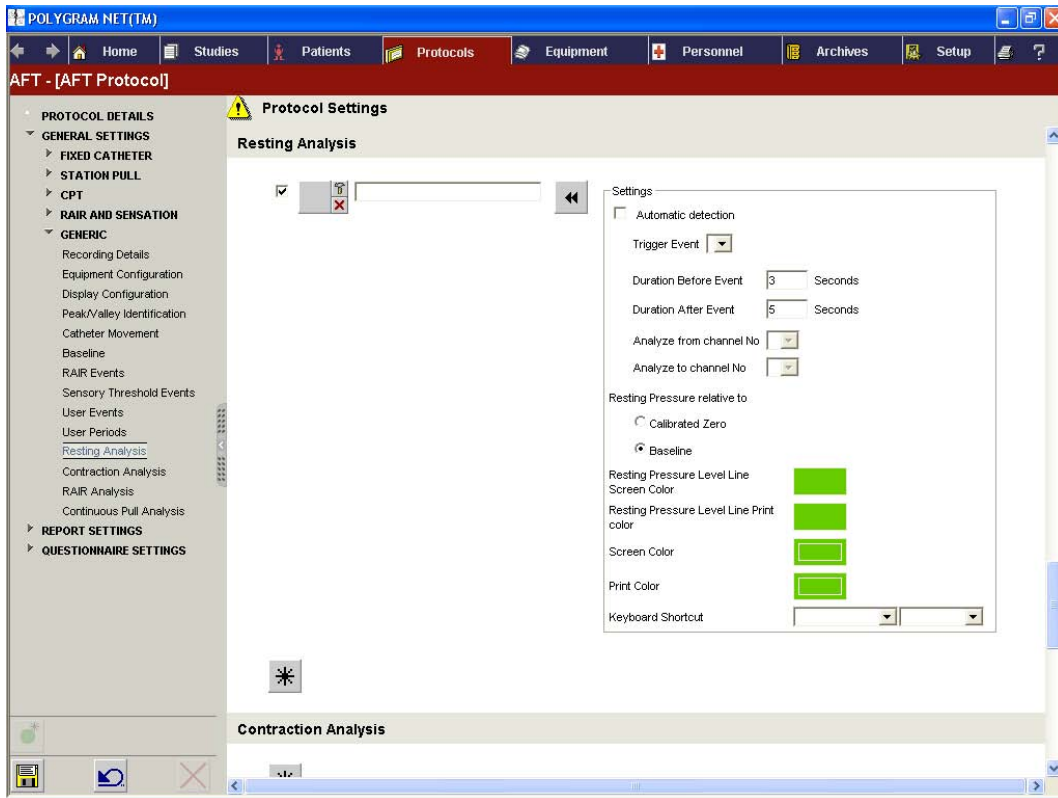 POLYGRAM NET(TM)
Home Studies Patients Protocols Equipment Personnel Archives Setup ?
AFT - [AFT Protocol]
PROTOCOL DETAILS
GENERAL SETTINGS
FIXED CATHETER
STATION PULL
CPT
RAIR AND SENSATION
GENERIC
Recording Details
Equipment Configuration
Display Configuration
Peak/Valley Identification
Catheter Movement
Baseline
RAIR Events
Sensory Threshold Events
User Events
User Periods
Resting Analysis
Contraction Analysis
RAIR Analysis
Continuous Pull Analysis
REPORT SETTINGS
QUESTIONNAIRE SETTINGS
Protocol Settings
Resting Analysis
Settings
Automatic detection
Trigger Event
Duration Before Event 3 Seconds
Duration After Event 5 Seconds
Analyze from channel No
Analyze to channel No
Resting Pressure relative to
Calibrated Zero
Baseline
Resting Pressure Level Line
Screen Color
Resting Pressure Level Line Print
color
Screen Color
Print Color
Keyboard Shortcut
Contraction Analysis